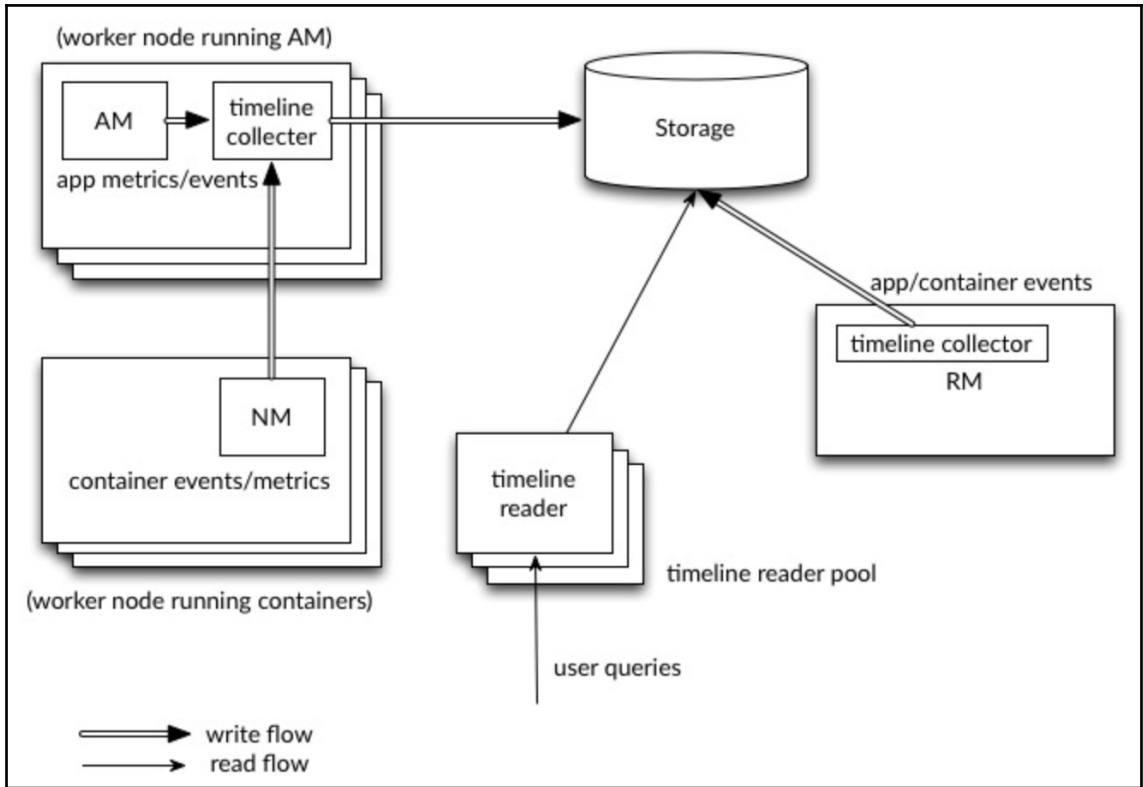 (worker node running AM)
AM
timeline
collecter
app metrics/events
Storage
app/container events
timeline collector
RM
NM
container events/metrics
(worker node running containers)
timeline
reader
timeline reader pool
user queries
write flow
read flow